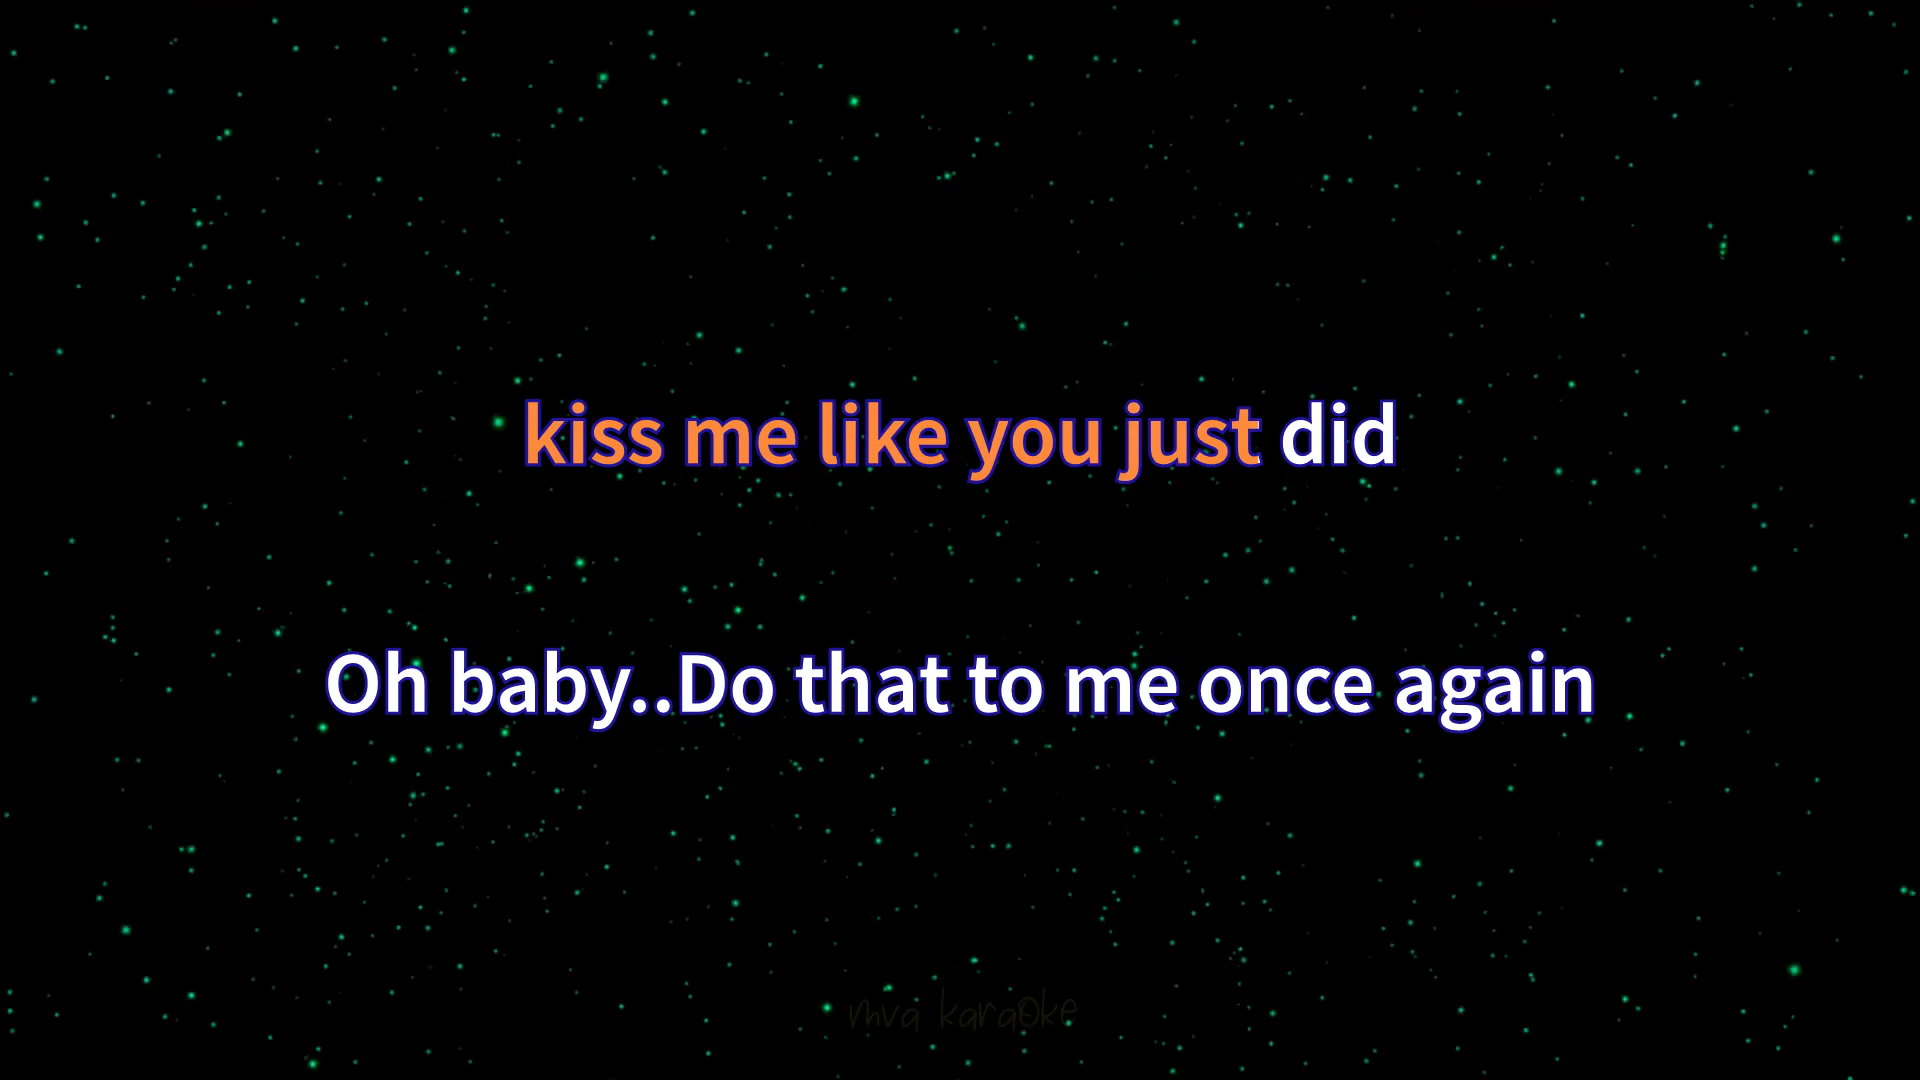 kiss me like you just did
Oh baby..Do that to me once again
mva karaoke